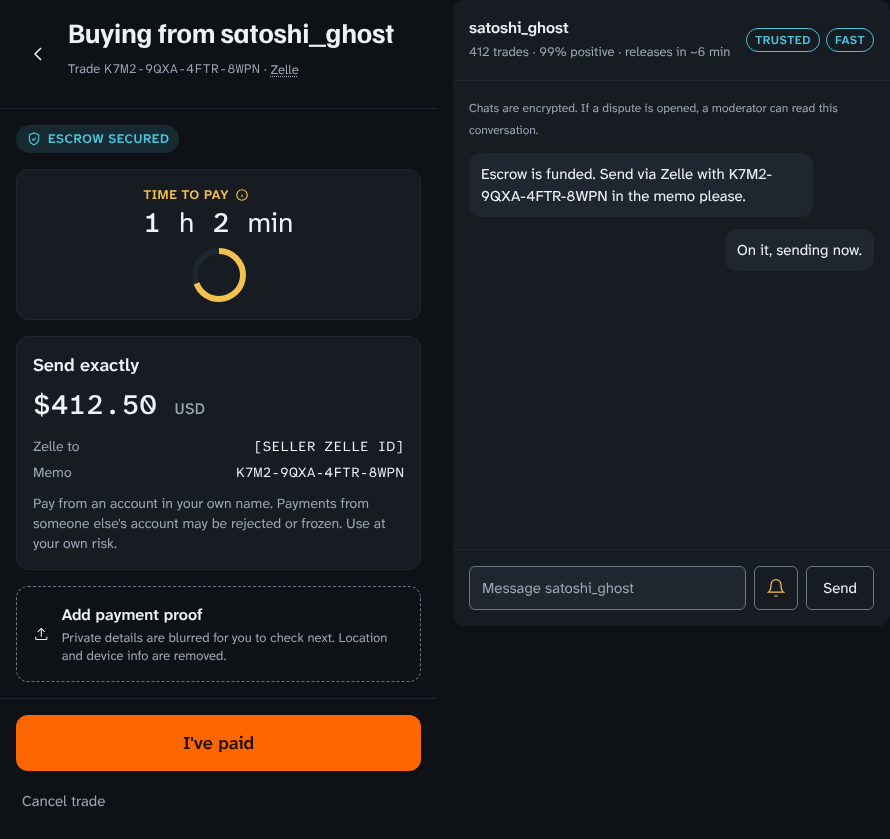 Buying from satoshi_ghost
Trade K7M2-9QXA-4FTR-8WPN · Zelle
ESCROW SECURED
TIME TO PAY
1 h 2 min
Send exactly
$412.50 USD
Zelle to [SELLER ZELLE ID]
Memo K7M2-9QXA-4FTR-8WPN
Pay from an account in your own name. Payments from
someone else's account may be rejected or frozen. Use at
your own risk.
Add payment proof
Private details are blurred for you to check next. Location
and device info are removed.
I've paid
Cancel trade
satoshi_ghost
412 trades · 99% positive · releases in ~6 min
TRUSTED
FAST
Chats are encrypted. If a dispute is opened, a moderator can read this
conversation.
Escrow is funded. Send via Zelle with K7M2-
9QXA-4FTR-8WPN in the memo please.
On it, sending now.
Message satoshi_ghost
Send